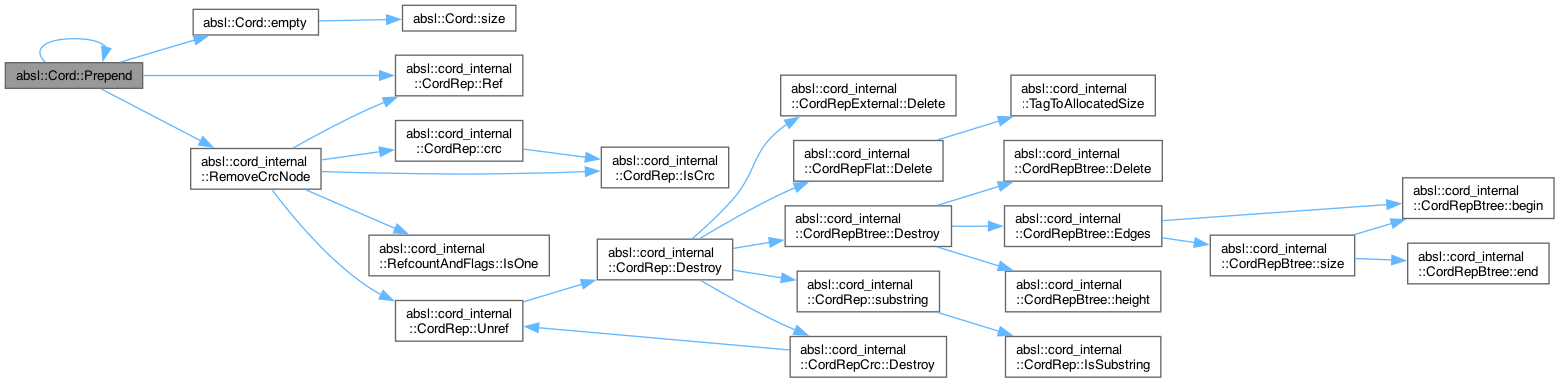 absl::Cord::Prepend
absl::Cord::empty
absl::Cord::size
absl::cord_internal
::CordRep::Ref
absl::cord_internal
::RemoveCrcNode
absl::cord_internal
::CordRep::crc
absl::cord_internal
::CordRep::IsCrc
absl::cord_internal
::RefcountAndFlags::IsOne
absl::cord_internal
::CordRep::Unref
absl::cord_internal
::CordRep::Destroy
absl::cord_internal
::CordRepExternal::Delete
absl::cord_internal
::CordRepFlat::Delete
absl::cord_internal
::TagToAllocatedSize
absl::cord_internal
::CordRepBtree::Destroy
absl::cord_internal
::CordRepBtree::Delete
absl::cord_internal
::CordRepBtree::Edges
absl::cord_internal
::CordRepBtree::begin
absl::cord_internal
::CordRepBtree::size
absl::cord_internal
::CordRepBtree::end
absl::cord_internal
::CordRepBtree::height
absl::cord_internal
::CordRep::substring
absl::cord_internal
::CordRep::IsSubstring
absl::cord_internal
::CordRepCrc::Destroy